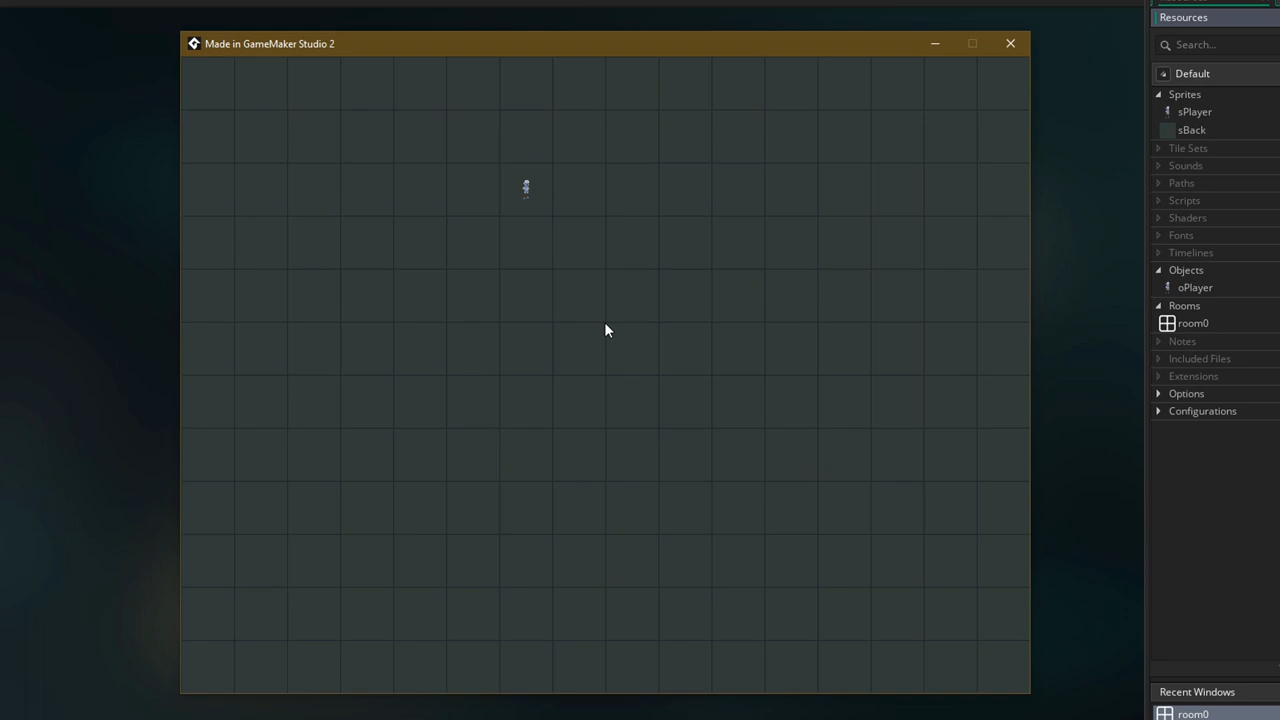 Made in GameMaker Studio 2
Resources
Search...
Default
Sprites
sPlayer
sBack
Tile Sets
Sounds
Paths
Scripts
Shaders
Fonts
Timelines
Objects
oPlayer
Rooms
room0
Notes
Included Files
Extensions
Options
Configurations
Recent Windows
room0